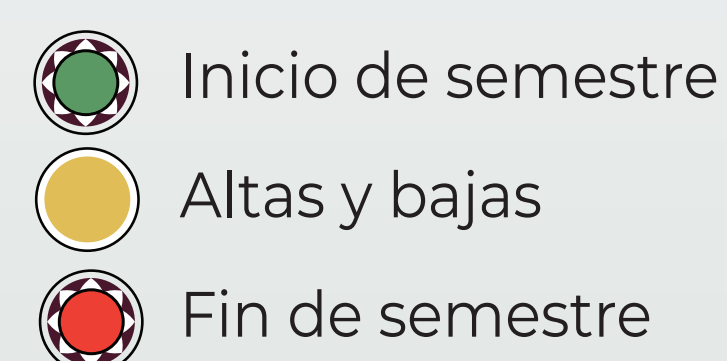 Inicio de semestre
Altas y bajas
Fin de semestre